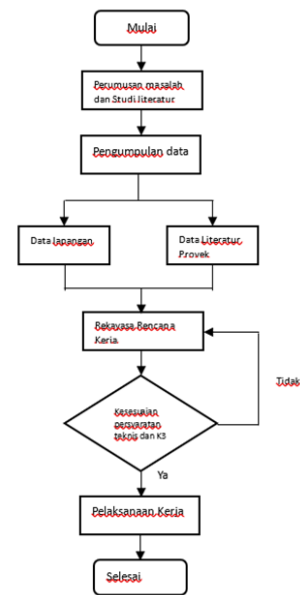 Mulai
Perumusan masalah
dan Studi literatur
Pengumpulan data
Data lapangan
Data Literatur
Proyek
Rekayasa Rencana
Kerja
Tidak
Kesesuaian
persyaratan
teknis dan K3
Ya
Pelaksanaan Kerja
Selesai